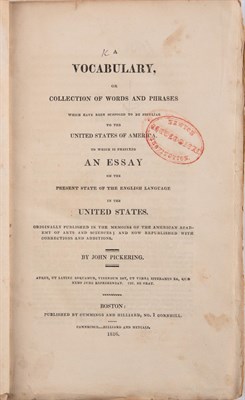 A
VOCABULARY,
OR
COLLECTION OF WORDS AND PHRASES
WHICH HAVE BEEN SUPPOSED TO BE PECULIAR
TO THE
UNITED STATES OF AMERICA.
TO WHICH IS PREFIXED
AN ESSAY
ON THE
PRESENT STATE OF THE ENGLISH LANGUAGE
IN THE
UNITED STATES.
ORIGINALLY PUBLISHED IN THE MEMOIRS OF THE AMERICAN ACAD-
EMY OF ARTS AND SCIENCES; AND NOW REPUBLISHED WITH
CORRECTIONS AND ADDITIONS.
BY JOHN PICKERING.
BOSTON:
PUBLISHED BY CUMMINGS AND HILLIARD, NO. 1 CORNHILL.
CAMBRIDGE....HILLIARD AND METCALF.
1816.